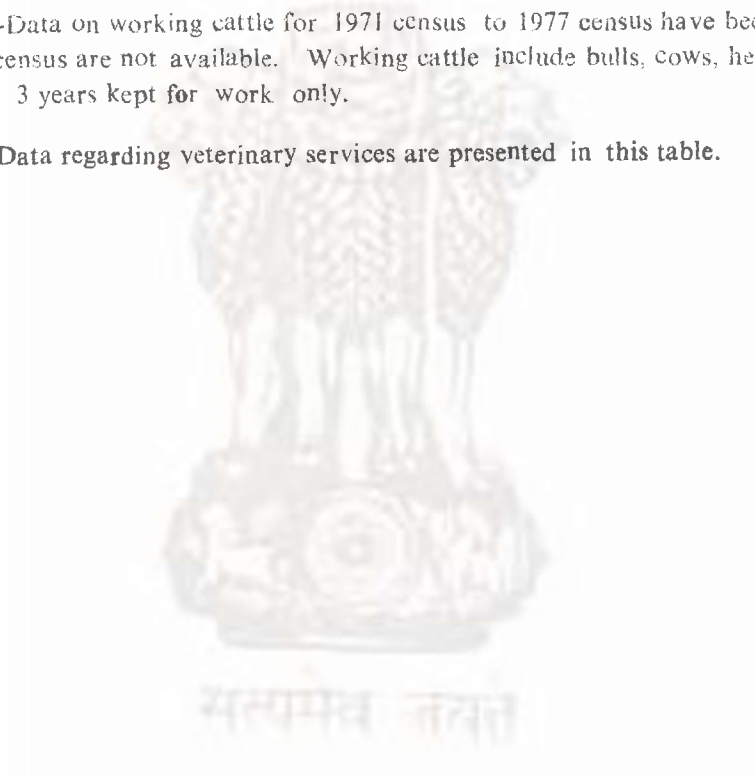 -Data on working cattle for 1971 census to 1977 census have bee
census are not available. Working cattle include bulls, cows, he
3 years kept for work only.
Data regarding veterinary services are presented in this table.
सत्यमेव जयते